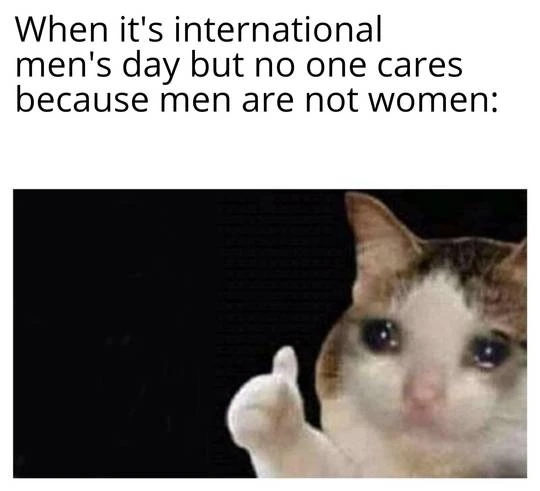 When it's international
men's day but no one cares
because men are not women: